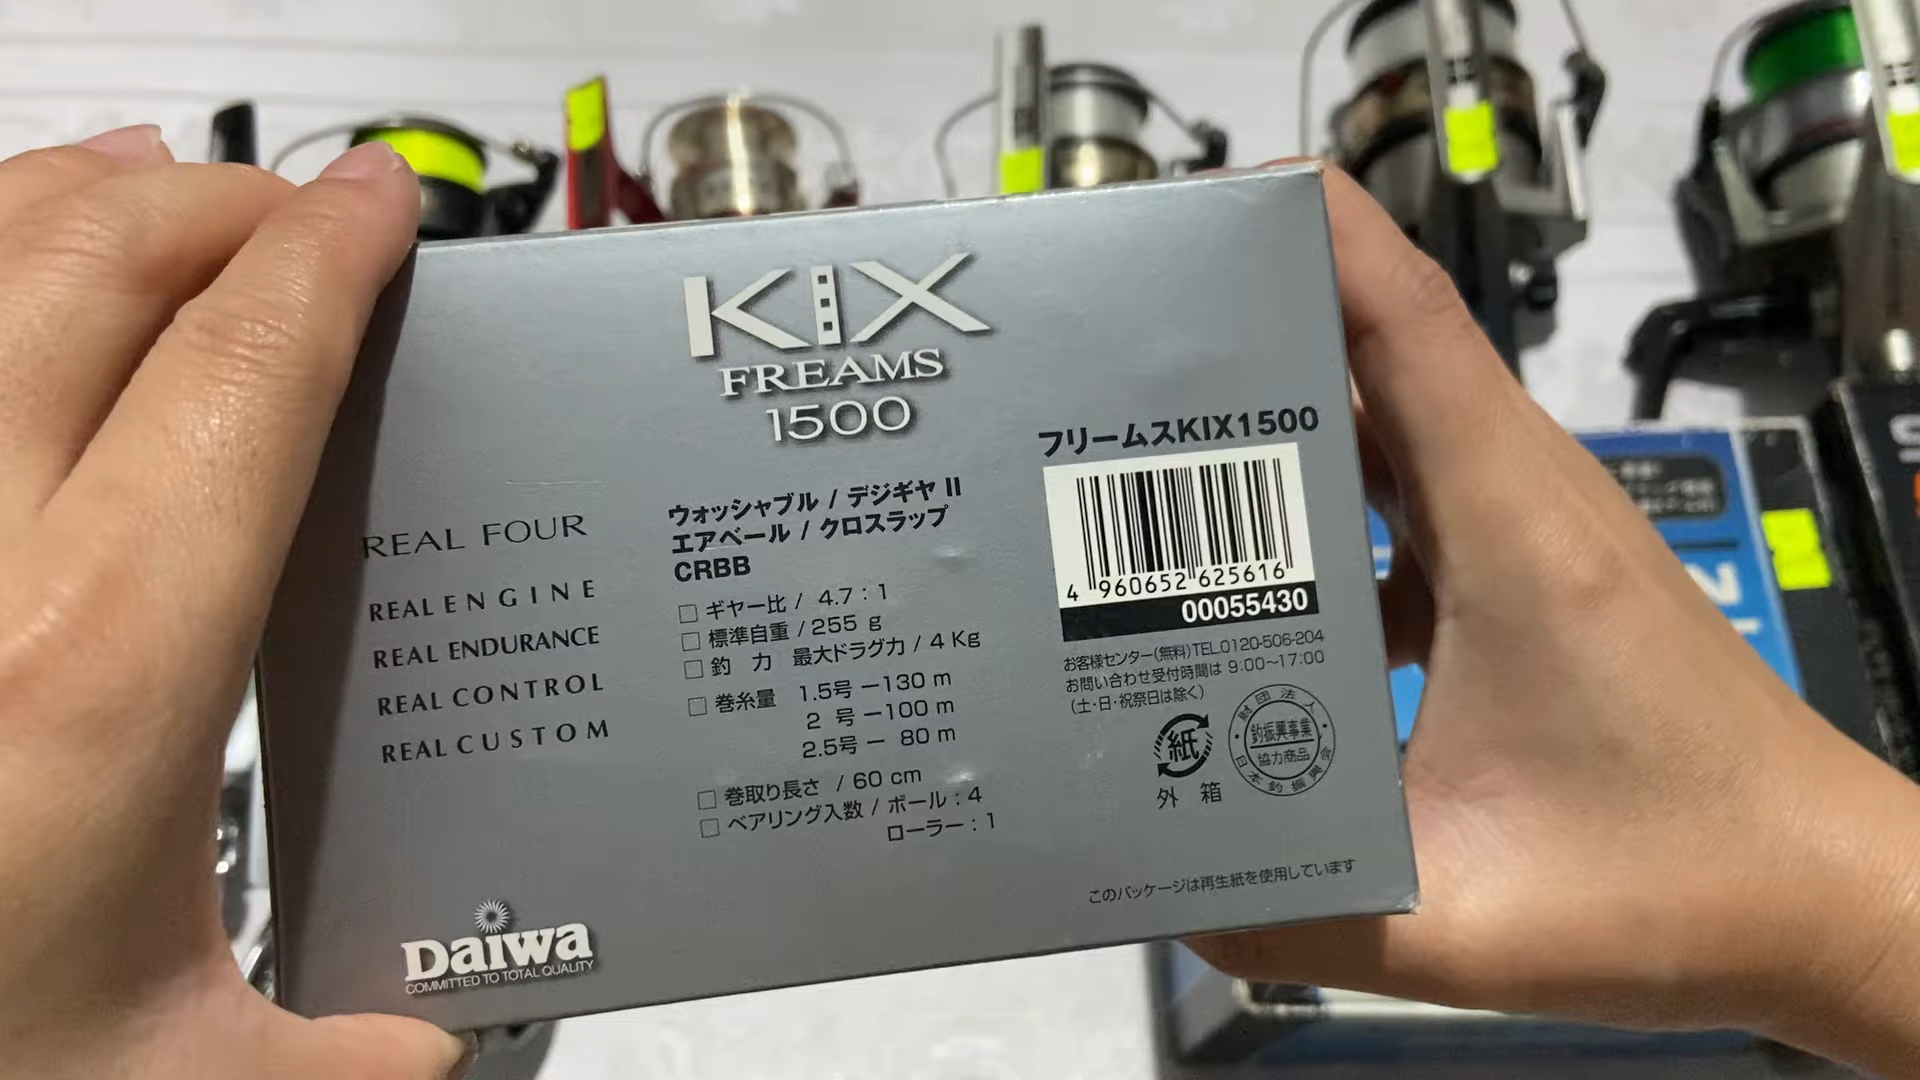 KIX
FREAMS
1500
REAL FOUR
REAL ENGINE
REAL ENDURANCE
REAL CONTROL
REAL CUSTOM
ウォッシャブル / デジギヤ II
エアベール / クロスラップ
CRBB
□ ギヤー比 / 4.7 : 1
□ 標準自重 / 255 g
□ 釣 力 最大ドラグ力 / 4 Kg
□ 巻糸量 1.5号 −130 m
2 号 −100 m
2.5号 − 80 m
□ 巻取り長さ / 60 cm
□ ベアリング入数 / ボール : 4
ローラー : 1
フリームスKIX1500
4 960652 625616
00055430
お客様センター(無料)TEL.0120-506-204
お問い合わせ受付時間は 9:00~17:00
(土・日・祝祭日は除く)
紙
外 箱
財団法人
釣振興事業
協力商品
日本釣振興会
このパッケージは再生紙を使用しています
Daiwa
COMMITTED TO TOTAL QUALITY